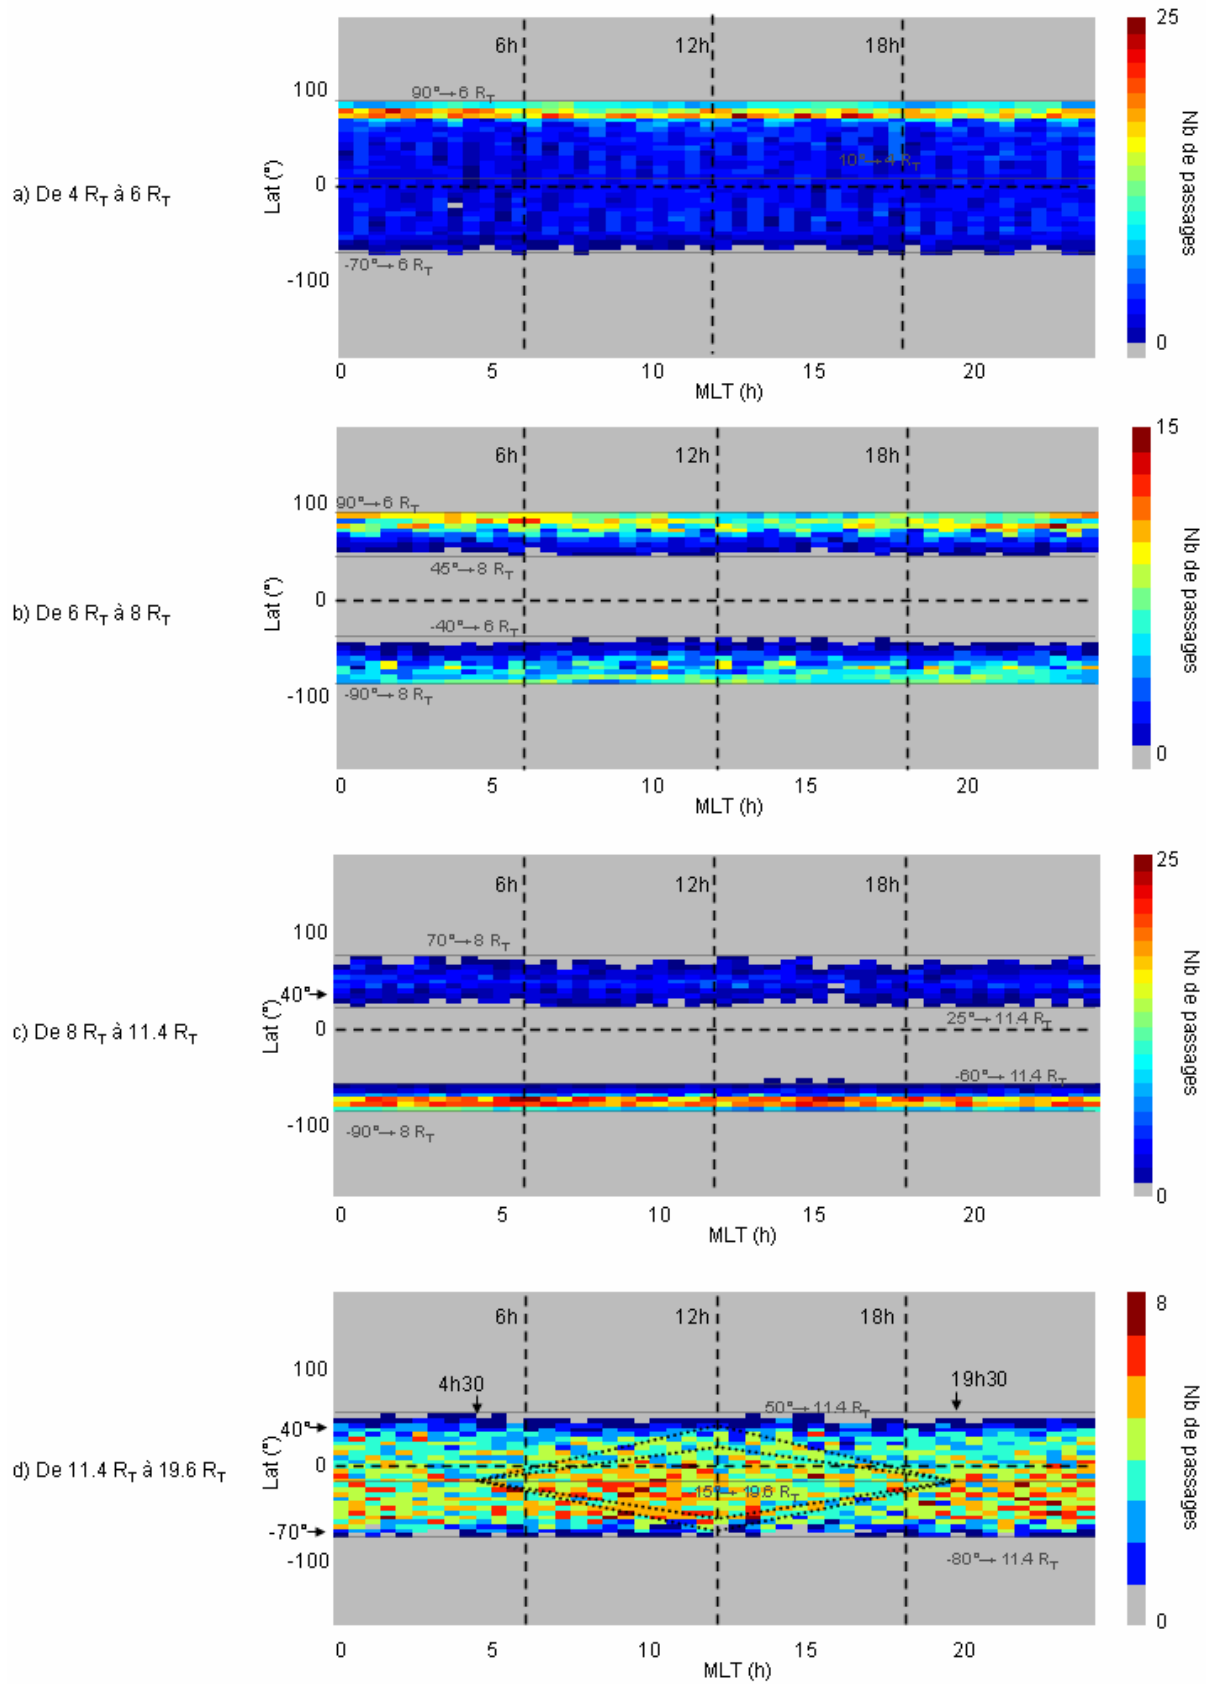 25
6h
12h
18h
100
90°→6 R_T
10°→4 R_T
a) De 4 R_T à 6 R_T
Lat (°)
0
-70°→6 R_T
-100
Nb de passages
0
0
5
10
15
20
MLT (h)
15
6h
12h
18h
100
90°→6 R_T
45°→8 R_T
b) De 6 R_T à 8 R_T
Lat (°)
0
-40°→6 R_T
-100
-90°→8 R_T
Nb de passages
0
0
5
10
15
20
MLT (h)
25
6h
12h
18h
100
70°→8 R_T
40°→
25°→11.4 R_T
c) De 8 R_T à 11.4 R_T
Lat (°)
0
-60°→11.4 R_T
-100
-90°→8 R_T
Nb de passages
0
0
5
10
15
20
MLT (h)
8
6h
12h
18h
100
4h30
19h30
50°→11.4 R_T
40°→
d) De 11.4 R_T à 19.6 R_T
Lat (°)
0
15°→19.6 R_T
-70°→
-100
-80°→11.4 R_T
Nb de passages
0
0
5
10
15
20
MLT (h)